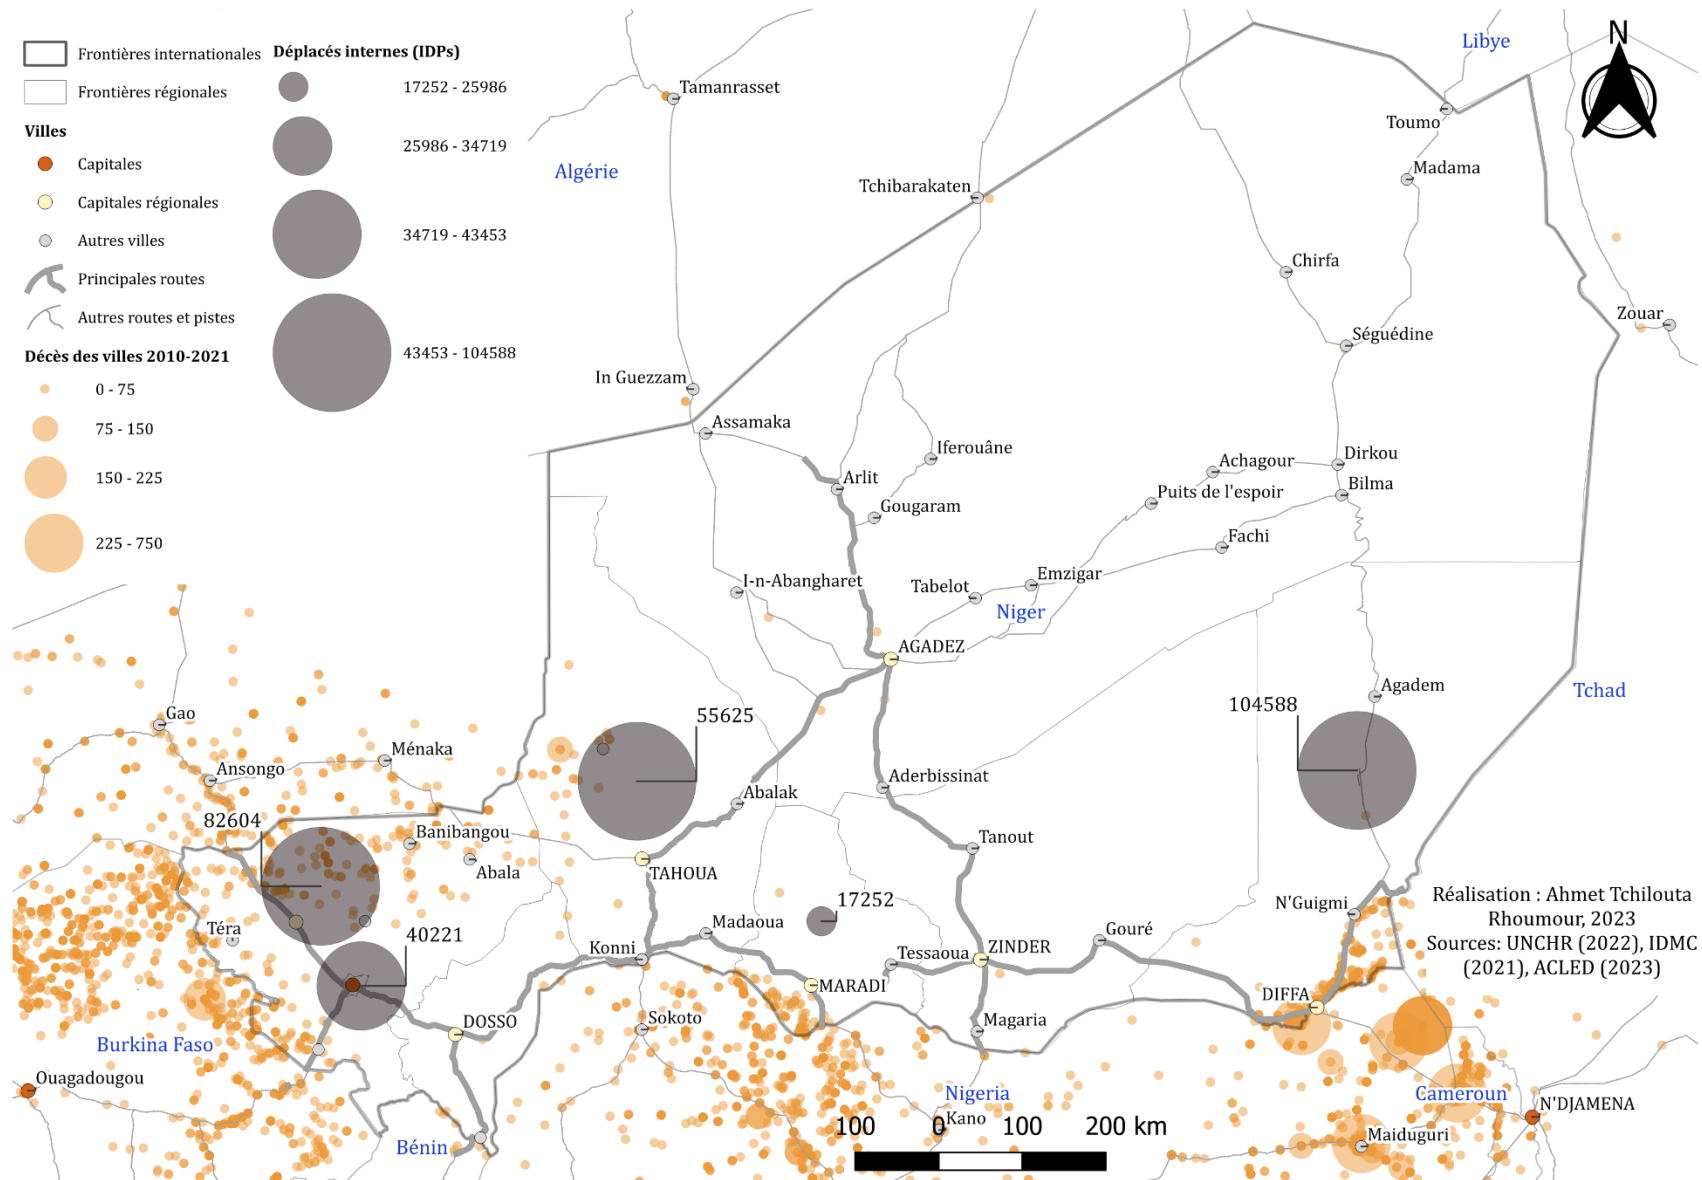 Frontières internationales
Frontières régionales
Villes
Capitales
Capitales régionales
Autres villes
Principales routes
Autres routes et pistes
Décès des villes 2010-2021
0 - 75
75 - 150
150 - 225
225 - 750
Déplacés internes (IDPs)
17252 - 25986
25986 - 34719
34719 - 43453
43453 - 104588
N
Libye
Tamanrasset
Toumo
Algérie
Madama
Tchibarakaten
Chirfa
Zouar
Séguédine
In Guezzam
Assamaka
Iferouâne
Dirkou
Achagour
Arlit
Bilma
Puits de l'espoir
Gougaram
Fachi
Emzigar
I-n-Abangharet
Tabelot
Niger
AGADEZ
Agadem
Tchad
104588
55625
Gao
Ménaka
Ansongo
Aderbissinat
Abalak
82604
Banibangou
Tanout
Abala
TAHOUA
17252
N'Guigmi
Réalisation : Ahmet Tchilouta
Rhoumour, 2023
Sources: UNCHR (2022), IDMC
(2021), ACLED (2023)
Téra
40221
Madaoua
Gouré
Konni
Tessaoua
ZINDER
MARADI
DIFFA
DOSSO
Sokoto
Magaria
Burkina Faso
Ouagadougou
Nigeria
Cameroun
N'DJAMENA
Kano
Maiduguri
Bénin
100 0 100 200 km